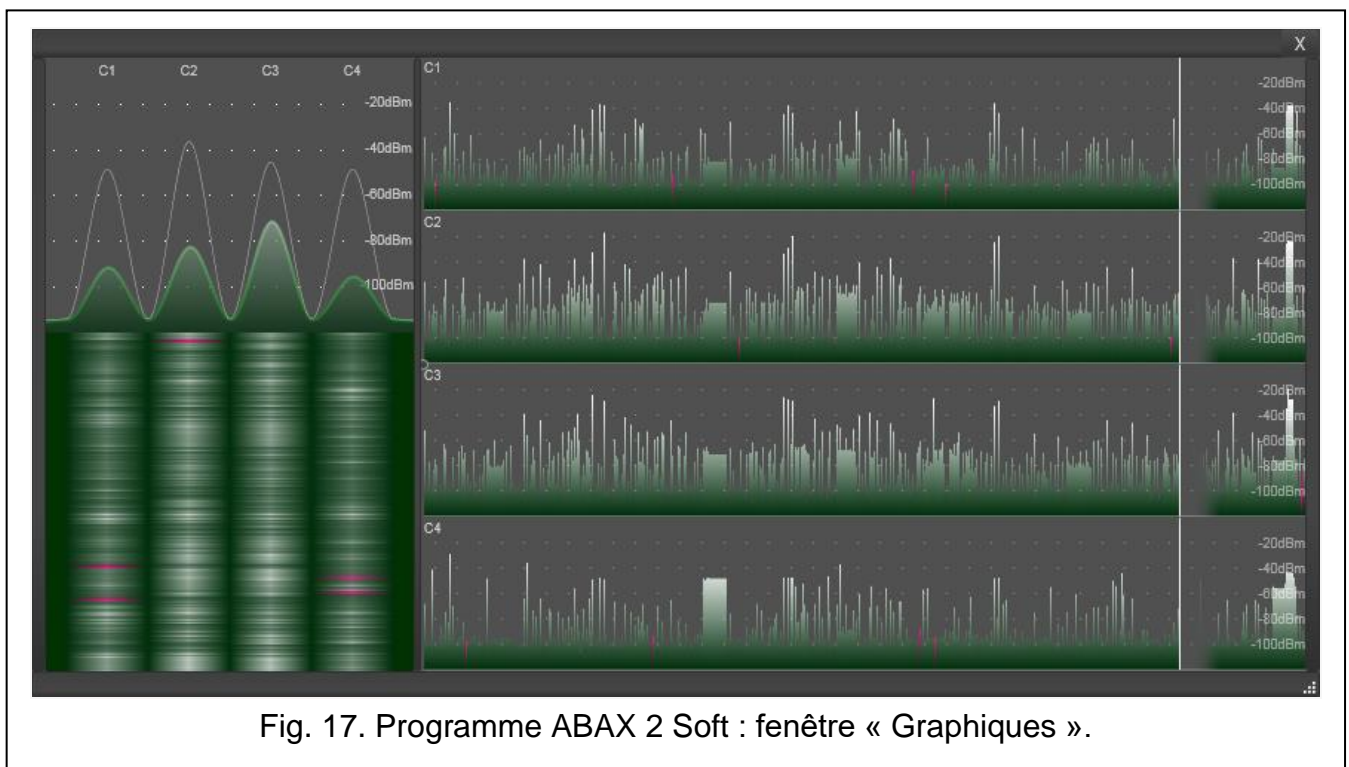 X
C1 C2 C3 C4
-20dBm
-40dBm
-60dBm
-80dBm
-100dBm
C1
-20dBm
-40dBm
-60dBm
-80dBm
-100dBm
C2
-20dBm
-40dBm
-60dBm
-80dBm
-100dBm
C3
-20dBm
-40dBm
-60dBm
-80dBm
-100dBm
C4
-20dBm
-40dBm
-60dBm
-80dBm
-100dBm
Fig. 17. Programme ABAX 2 Soft : fenêtre « Graphiques ».